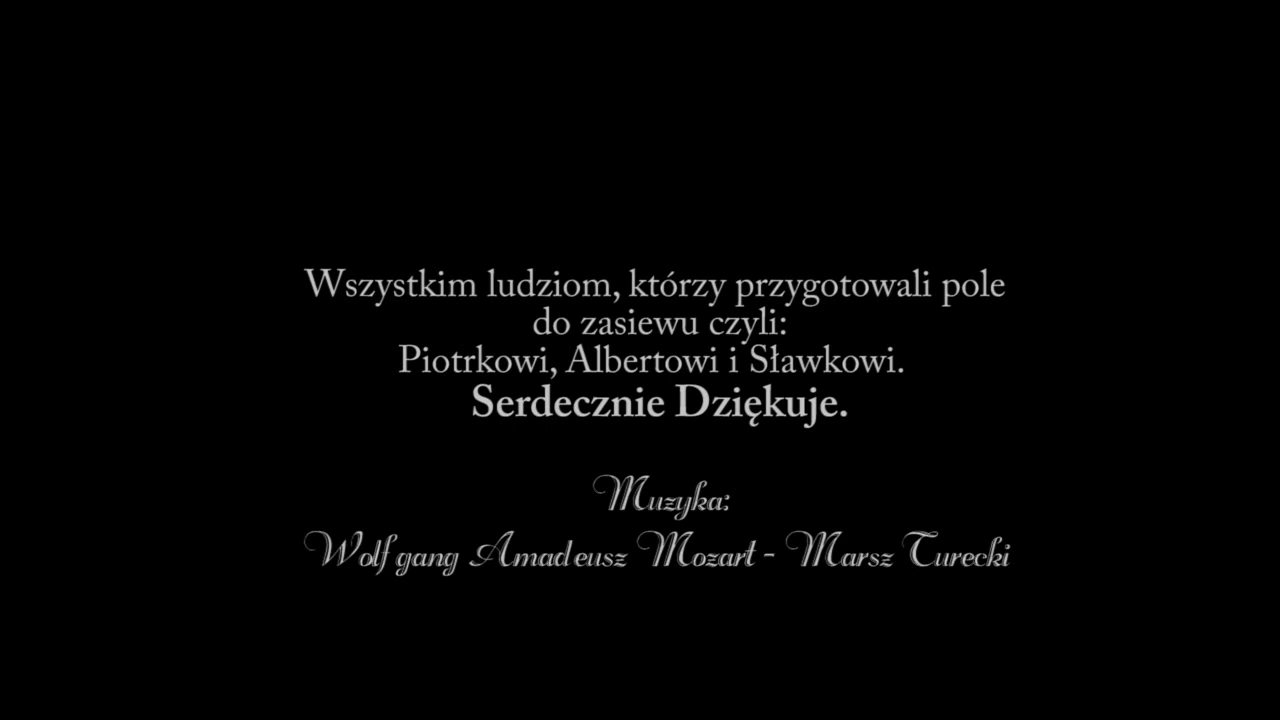 Wszystkim ludziom, którzy przygotowali pole
do zasiewu czyli:
Piotrkowi, Albertowi i Sławkowi.
Serdecznie Dziękuje.
Muzyka:
Wolfgang Amadeusz Mozart - Marsz Turecki